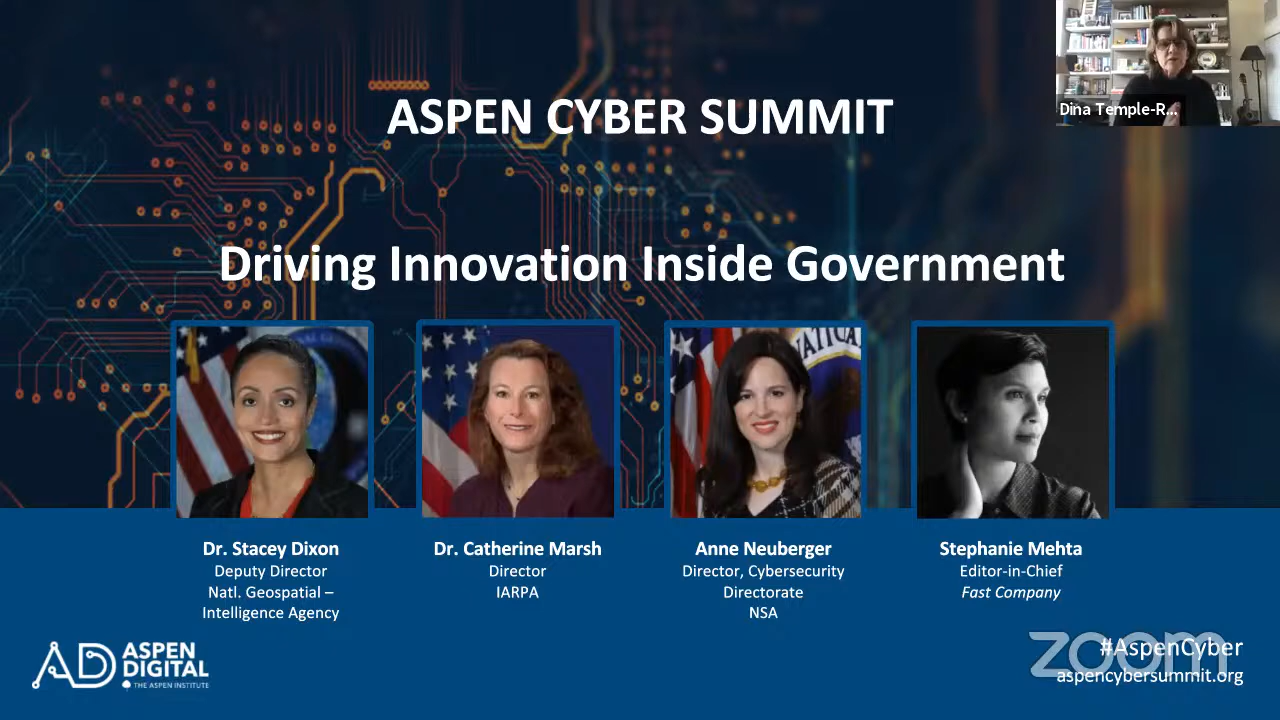 Dina Temple-R...
ASPEN CYBER SUMMIT
Driving Innovation Inside Government
NATICA
Dr. Stacey Dixon
Deputy Director
Natl. Geospatial –
Intelligence Agency
Dr. Catherine Marsh
Director
IARPA
Anne Neuberger
Director, Cybersecurity
Directorate
NSA
Stephanie Mehta
Editor-in-Chief
Fast Company
AD ASPEN
DIGITAL
THE ASPEN INSTITUTE
zoom
#AspenCyber
aspencybersummit.org